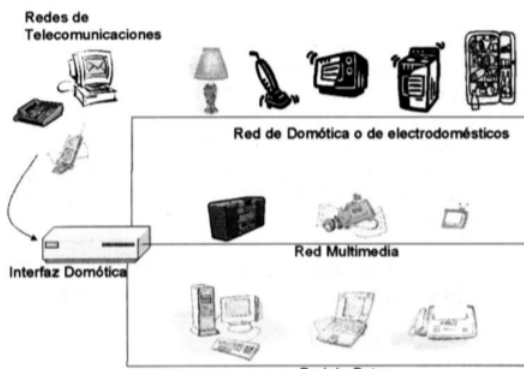 Redes de
Telecomunicaciones
Red de Domótica o de electrodomésticos
Red Multimedia
Interfaz Domótica